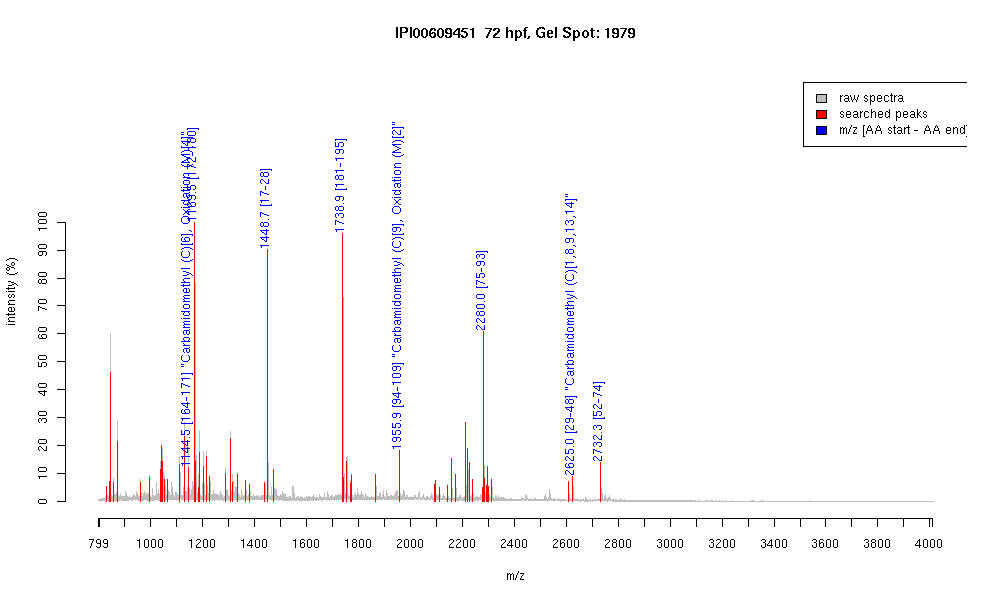 IPI00609451  72 hpf, Gel Spot: 1979
raw spectra
searched peaks
m/z [AA start - AA end]
1144.5 [164-171] "Carbamidomethyl (C)[6], Oxidation (M)[4]"
[172-180]
1448.7 [17-28]
1738.9 [181-195]
1955.9 [94-109] "Carbamidomethyl (C)[9], Oxidation (M)[2]"
2280.0 [75-93]
2625.0 [29-48] "Carbamidomethyl (C)[1,8,9,13,14]"
2732.3 [52-74]
intensity (%)
100
90
80
70
60
50
40
30
20
10
0
799 1000 1200 1400 1600 1800 2000 2200 2400 2600 2800 3000 3200 3400 3600 3800 4000
m/z